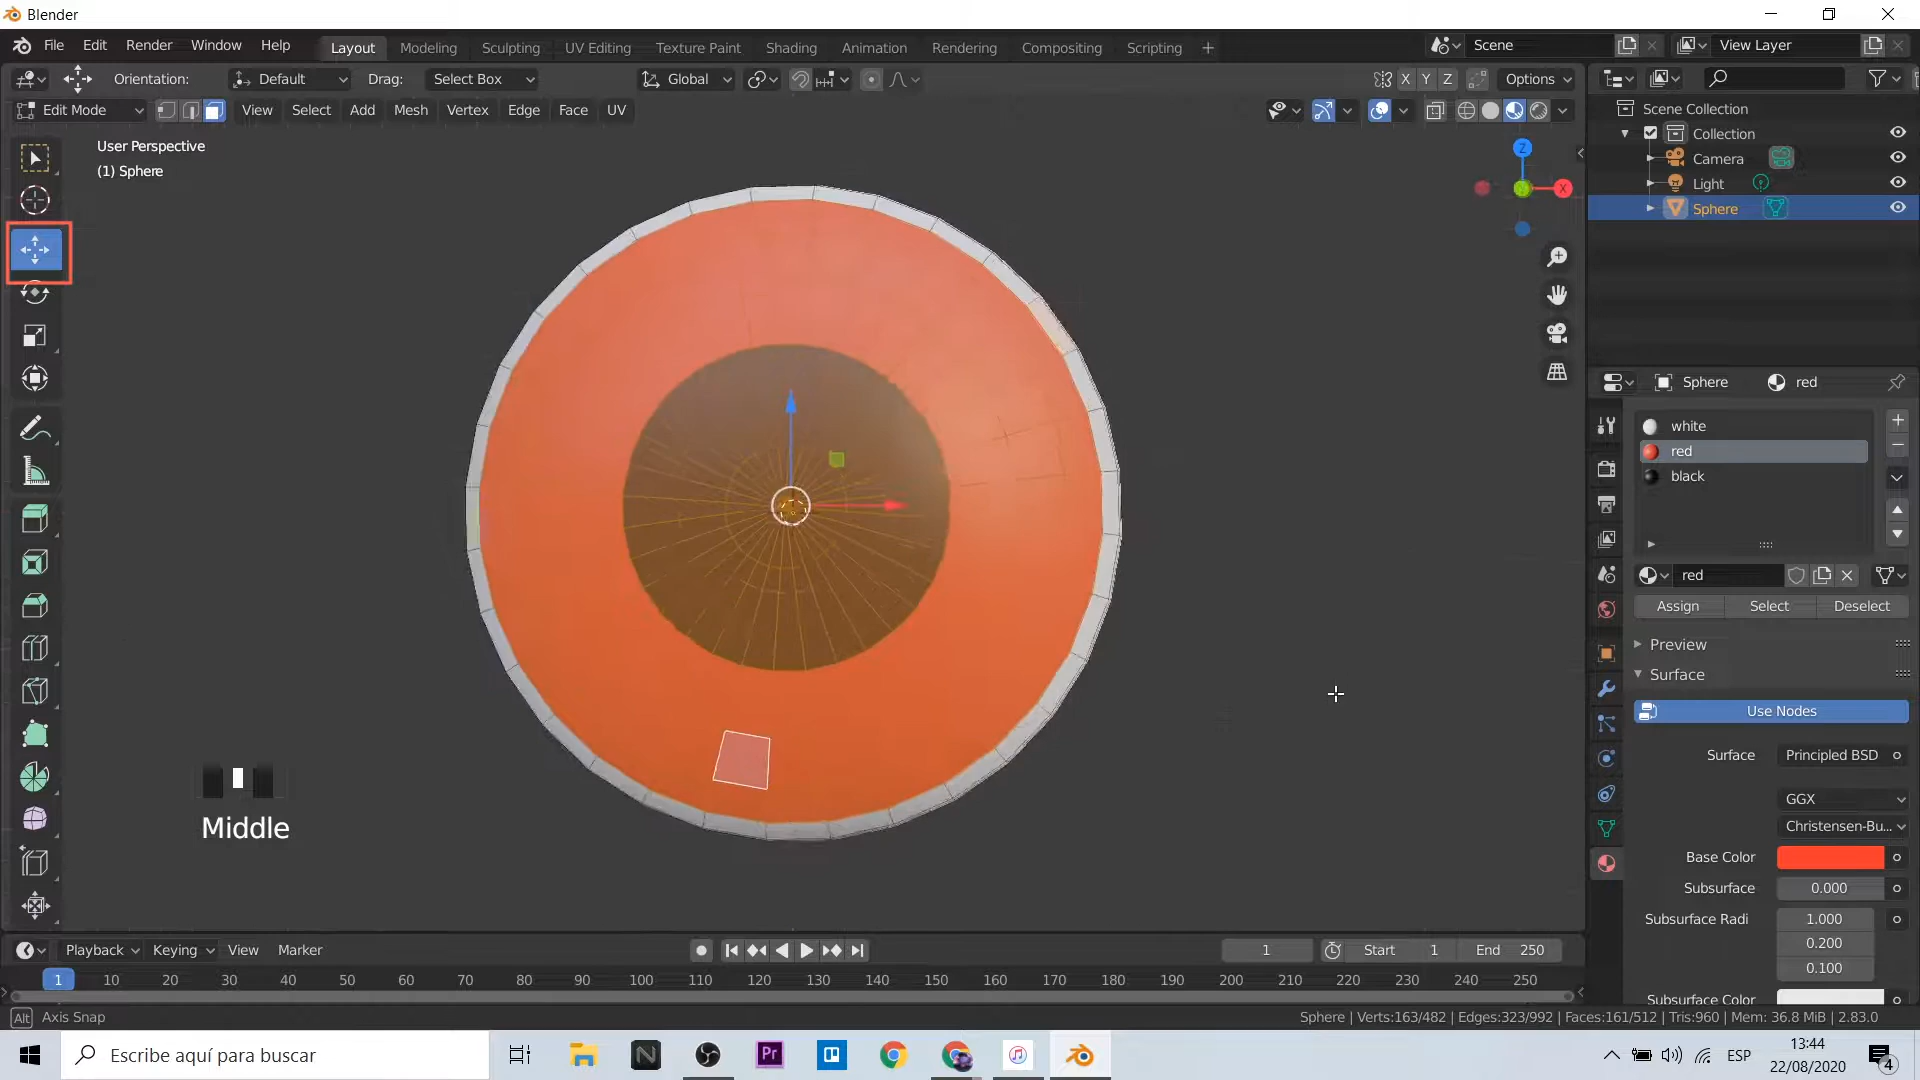 Blender
File Edit Render Window Help Layout Modeling Sculpting UV Editing Texture Paint Shading Animation Rendering Compositing Scripting + Scene View Layer
Orientation: Default Drag: Select Box Global X Y Z Options
Edit Mode View Select Add Mesh Vertex Edge Face UV
Scene Collection
Collection
Camera
Light
Sphere
User Perspective
(1) Sphere
Z
X
Sphere red
white
red
black
red
Assign Select Deselect
Preview
Surface
Use Nodes
Surface Principled BSD
GGX
Christensen-Bu...
Base Color
Subsurface 0.000
Subsurface Radi 1.000
0.200
0.100
Subsurface Color
Middle
Playback Keying View Marker 1 Start 1 End 250
1 10 20 30 40 50 60 70 80 90 100 110 120 130 140 150 160 170 180 190 200 210 220 230 240 250
Alt Axis Snap
Sphere | Verts:163/482 | Edges:323/992 | Faces:161/512 | Tris:960 | Mem: 36.8 MiB | 2.83.0
Escribe aquí para buscar
N
Pr
ESP
13:44
22/08/2020
4